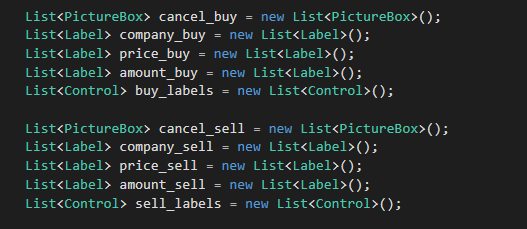 List<PictureBox> cancel_buy = new List<PictureBox>();
List<Label> company_buy = new List<Label>();
List<Label> price_buy = new List<Label>();
List<Label> amount_buy = new List<Label>();
List<Control> buy_labels = new List<Control>();
List<PictureBox> cancel_sell = new List<PictureBox>();
List<Label> company_sell = new List<Label>();
List<Label> price_sell = new List<Label>();
List<Label> amount_sell = new List<Label>();
List<Control> sell_labels = new List<Control>();